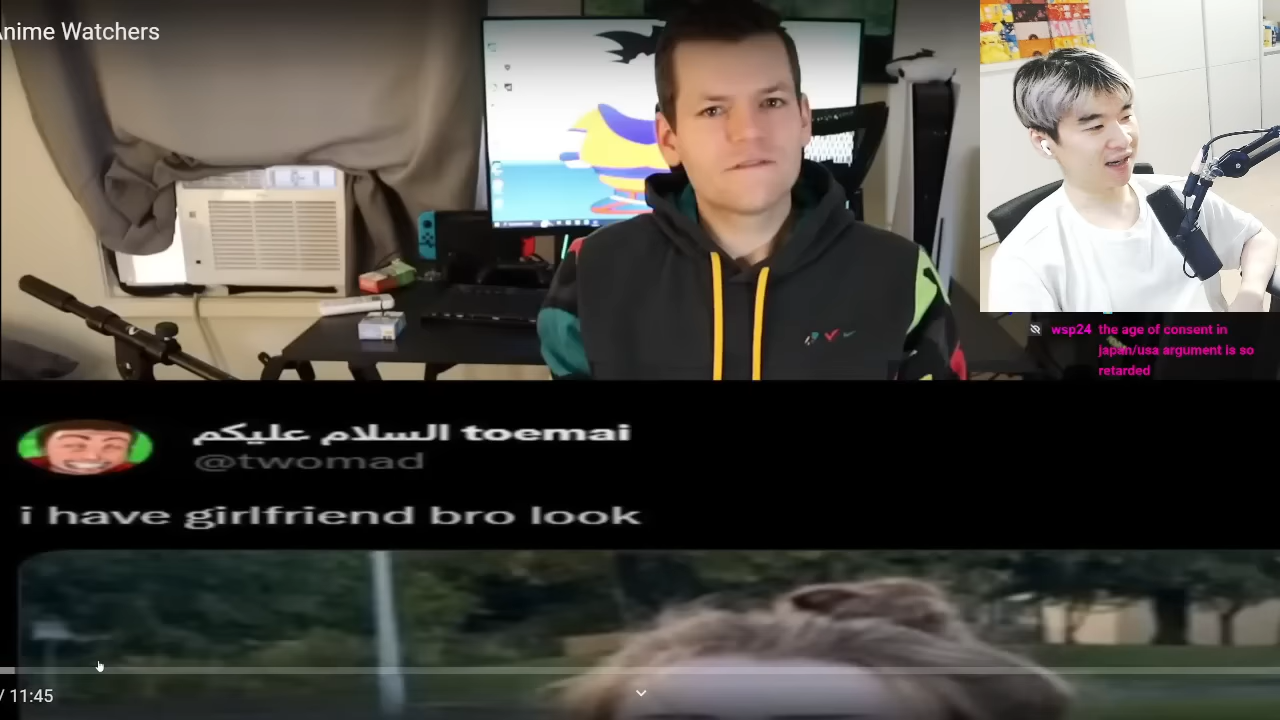 Anime Watchers
wsp24 the age of consent in
japan/usa argument is so
retarded
السلام عليكم toemai
@twomad
i have girlfriend bro look
/ 11:45